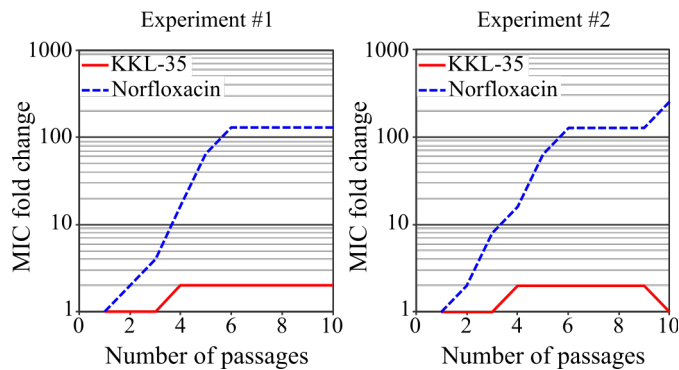 Experiment #1
1000
KKL-35
Norfloxacin
100
10
1
MIC fold change
0 2 4 6 8 10
Number of passages
Experiment #2
1000
KKL-35
Norfloxacin
100
10
1
MIC fold change
0 2 4 6 8 10
Number of passages